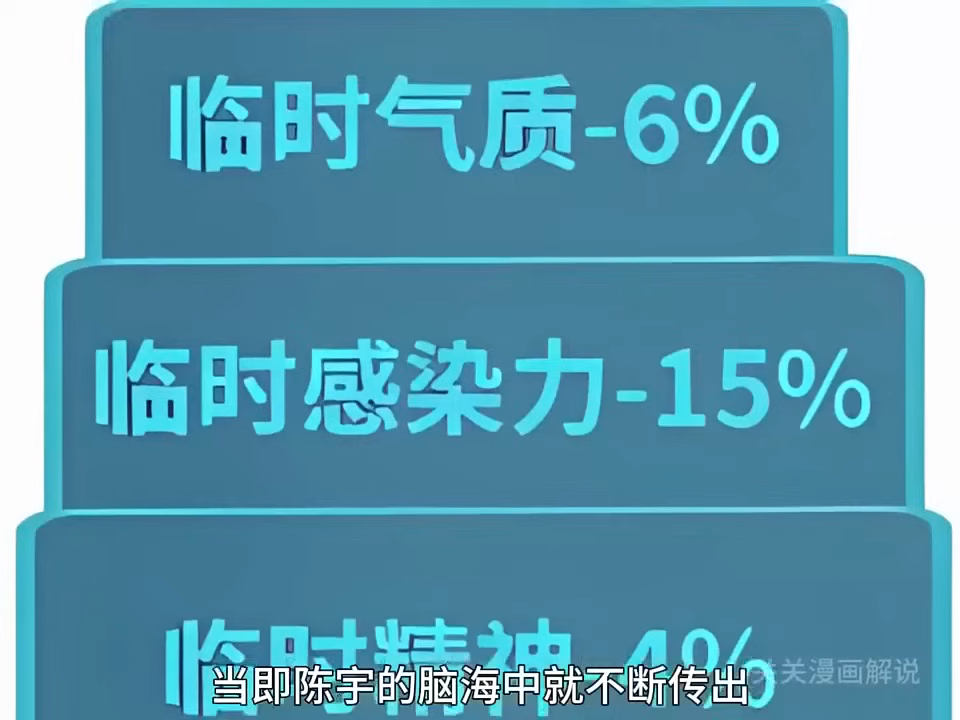 临时气质-6%
临时感染力-15%
临时精神-4%
当即陈宇的脑海中就不断传出
关漫画解说